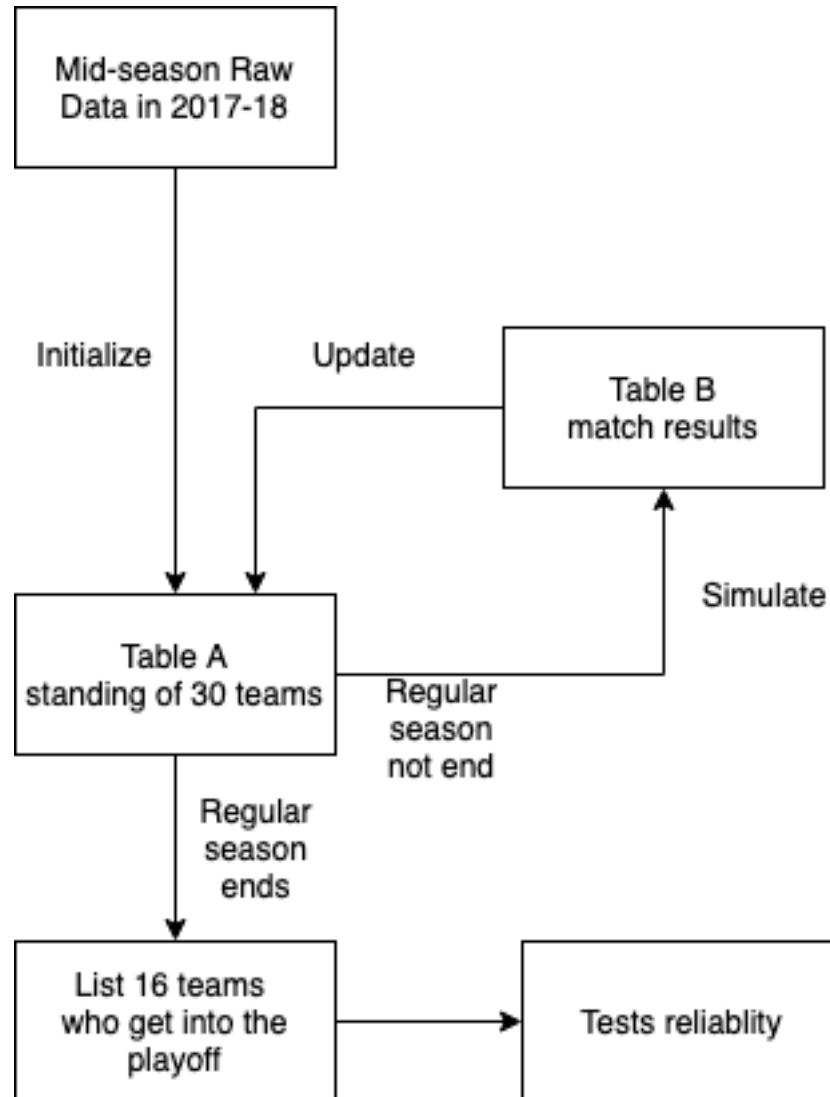 Mid-season Raw
Data in 2017-18
Initialize
Update
Table B
match results
Simulate
Table A
standing of 30 teams
Regular
season
not end
Regular
season
ends
List 16 teams
who get into the
playoff
Tests reliablity